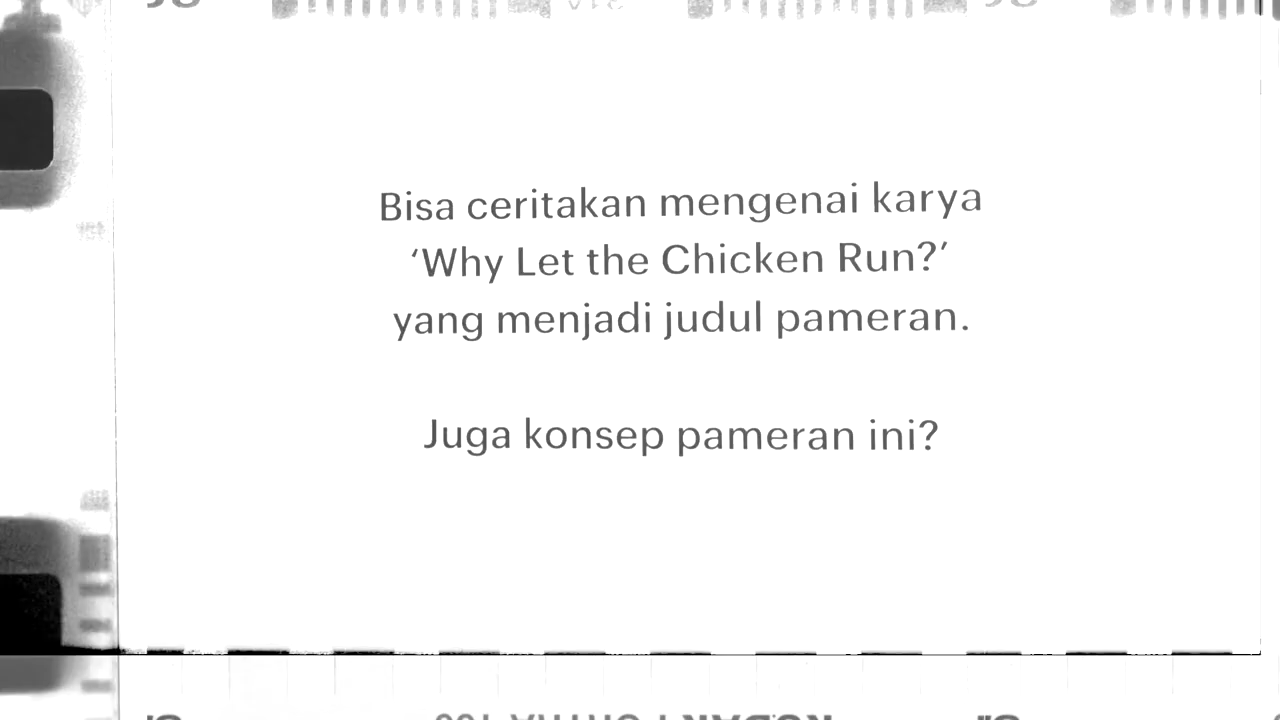 Bisa ceritakan mengenai karya
‘Why Let the Chicken Run?’
yang menjadi judul pameran.
Juga konsep pameran ini?